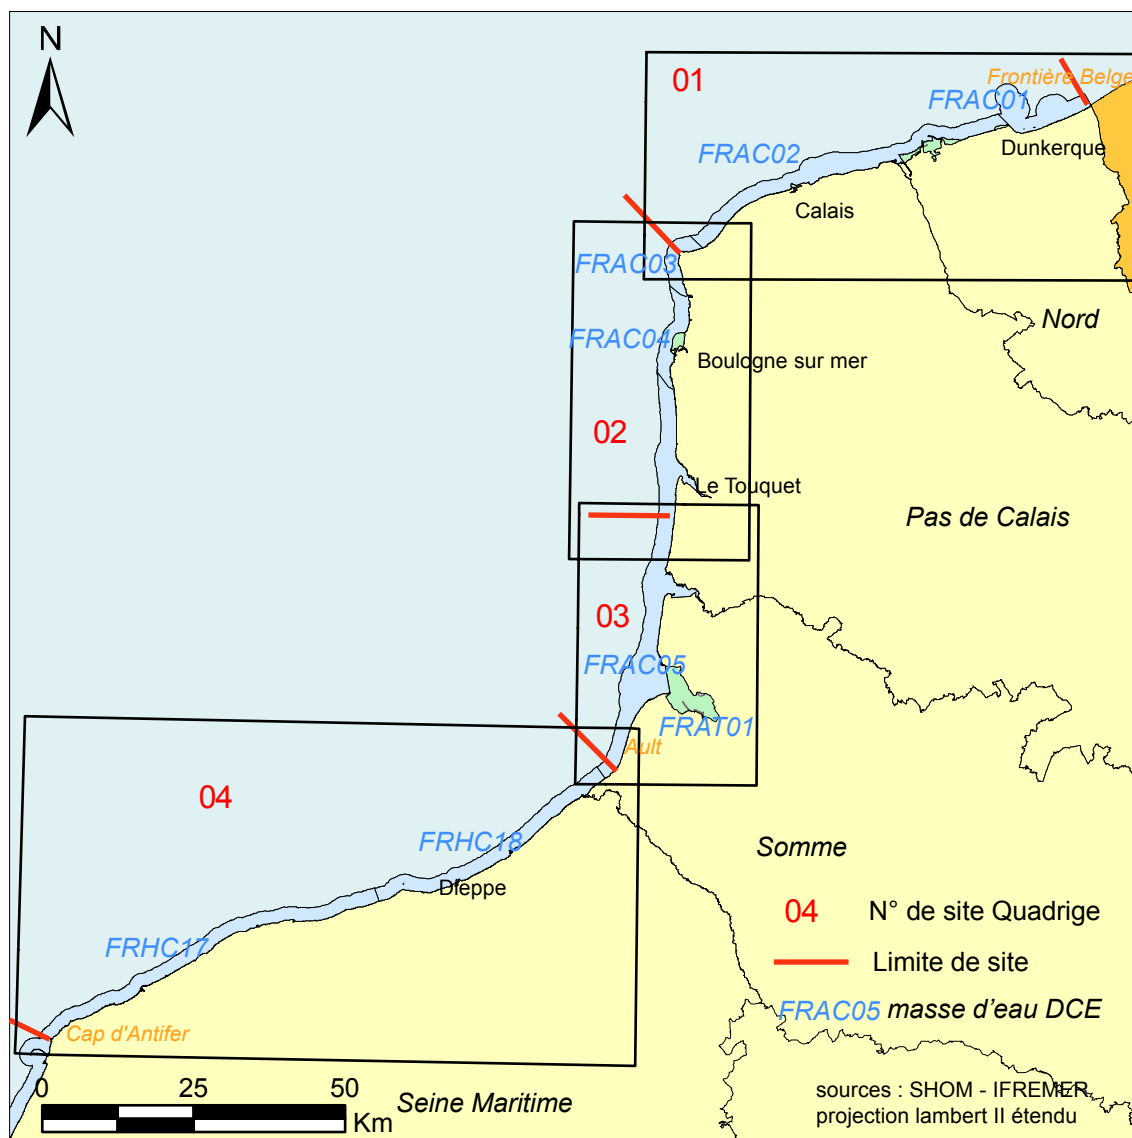 N
01
Frontière Belge
FRAC01
FRAC02
Dunkerque
Calais
FRAC03
Nord
FRAC04
Boulogne sur mer
02
Le Touquet
Pas de Calais
03
FRAC05
FRAT01
Ault
04
FRHC18
Somme
Dieppe
04 N° de site Quadrige
FRHC17
Limite de site
FRAC05 masse d'eau DCE
Cap d'Antifer
0 25 50
Km
Seine Maritime
sources : SHOM - IFREMER
projection lambert II étendu